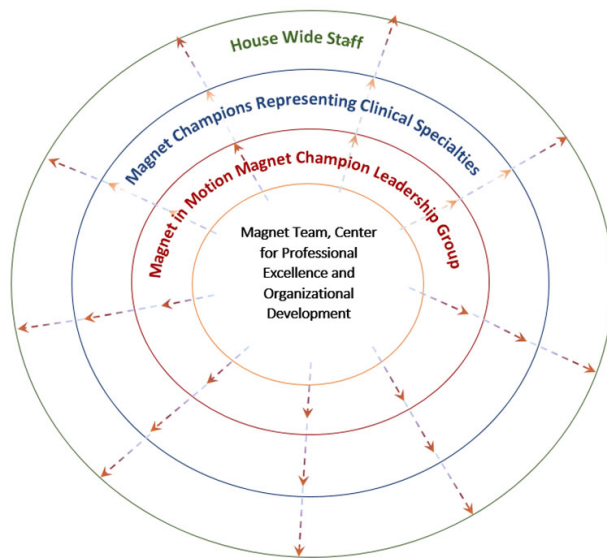 House Wide Staff
Magnet Champions Representing Clinical Specialties
Magnet in Motion Magnet Champion Leadership Group
Magnet Team, Center
for Professional
Excellence and
Organizational
Development